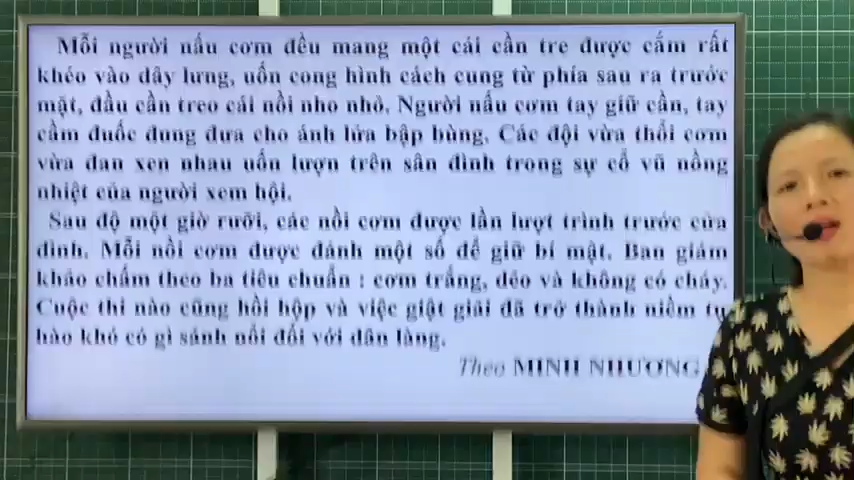 Mỗi người nấu cơm đều mang một cái cần tre được cắm rất
khéo vào dây lưng, uốn cong hình cánh cung từ phía sau ra trước
mặt, đầu cần treo cái nồi nho nhỏ. Người nấu cơm tay giữ cần, tay
cầm đuốc đung đưa cho ánh lửa bập bùng. Các đội vừa thổi cơm
vừa đan xen nhau uốn lượn trên sân đình trong sự cổ vũ nồng
nhiệt của người xem hội.
Sau độ một giờ rưỡi, các nồi cơm được lần lượt trình trước cửa
đình. Mỗi nồi cơm được đánh một số để giữ bí mật. Ban giám
khảo chấm theo ba tiêu chuẩn : cơm trắng, dẻo và không có cháy.
Cuộc thi nào cũng hồi hộp và việc giật giải đã trở thành niềm tự
hào khó có gì sánh nổi đối với dân làng.
Theo MINH NHƯƠNG